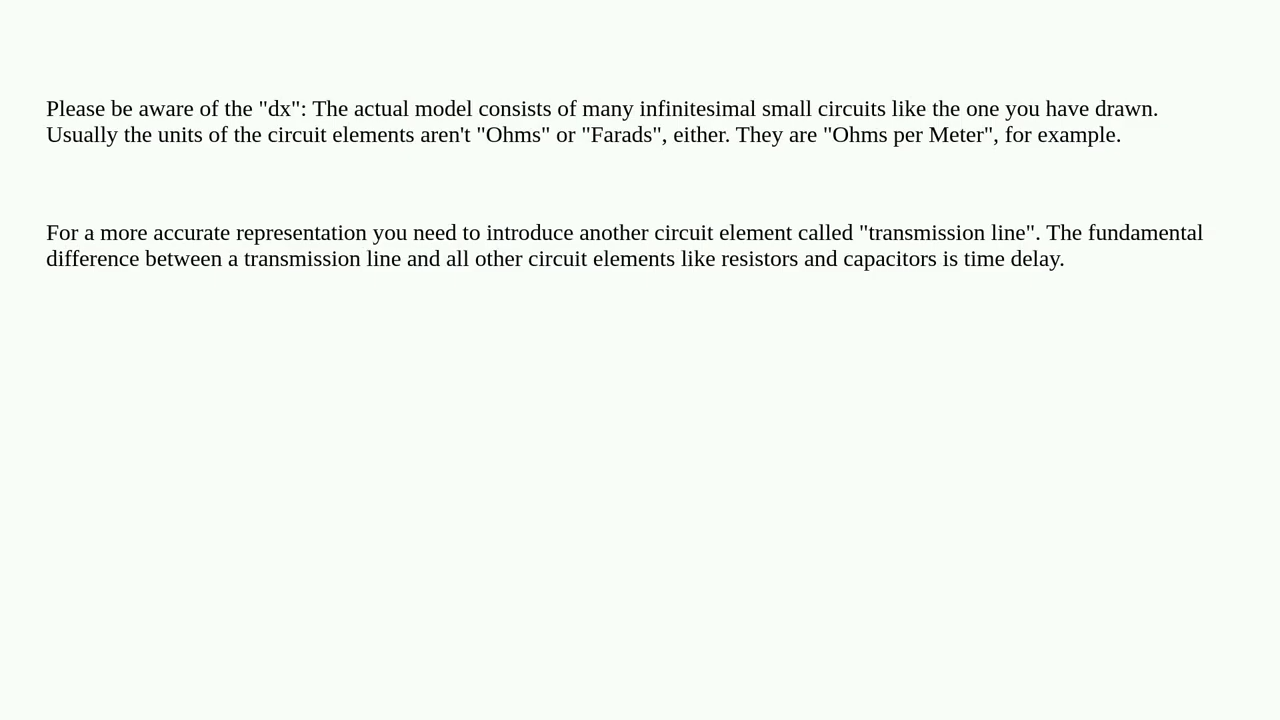 Please be aware of the "dx": The actual model consists of many infinitesimal small circuits like the one you have drawn.
Usually the units of the circuit elements aren't "Ohms" or "Farads", either. They are "Ohms per Meter", for example.
For a more accurate representation you need to introduce another circuit element called "transmission line". The fundamental
difference between a transmission line and all other circuit elements like resistors and capacitors is time delay.